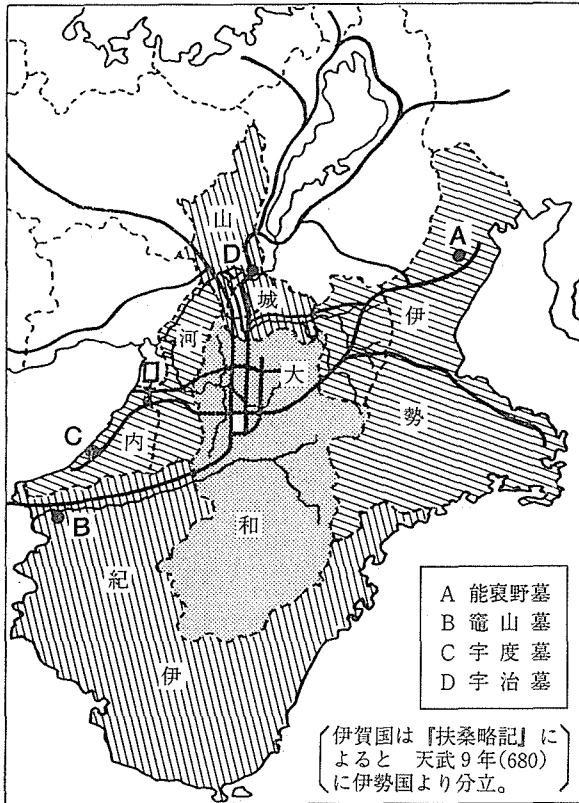 山
城
D
A
伊
勢
河
内
大
和
C
B
紀
伊
A 能襃野墓
B 竈山墓
C 宇度墓
D 宇治墓
伊賀国は『扶桑略記』に
よると 天武9年(680)
に伊勢国より分立。